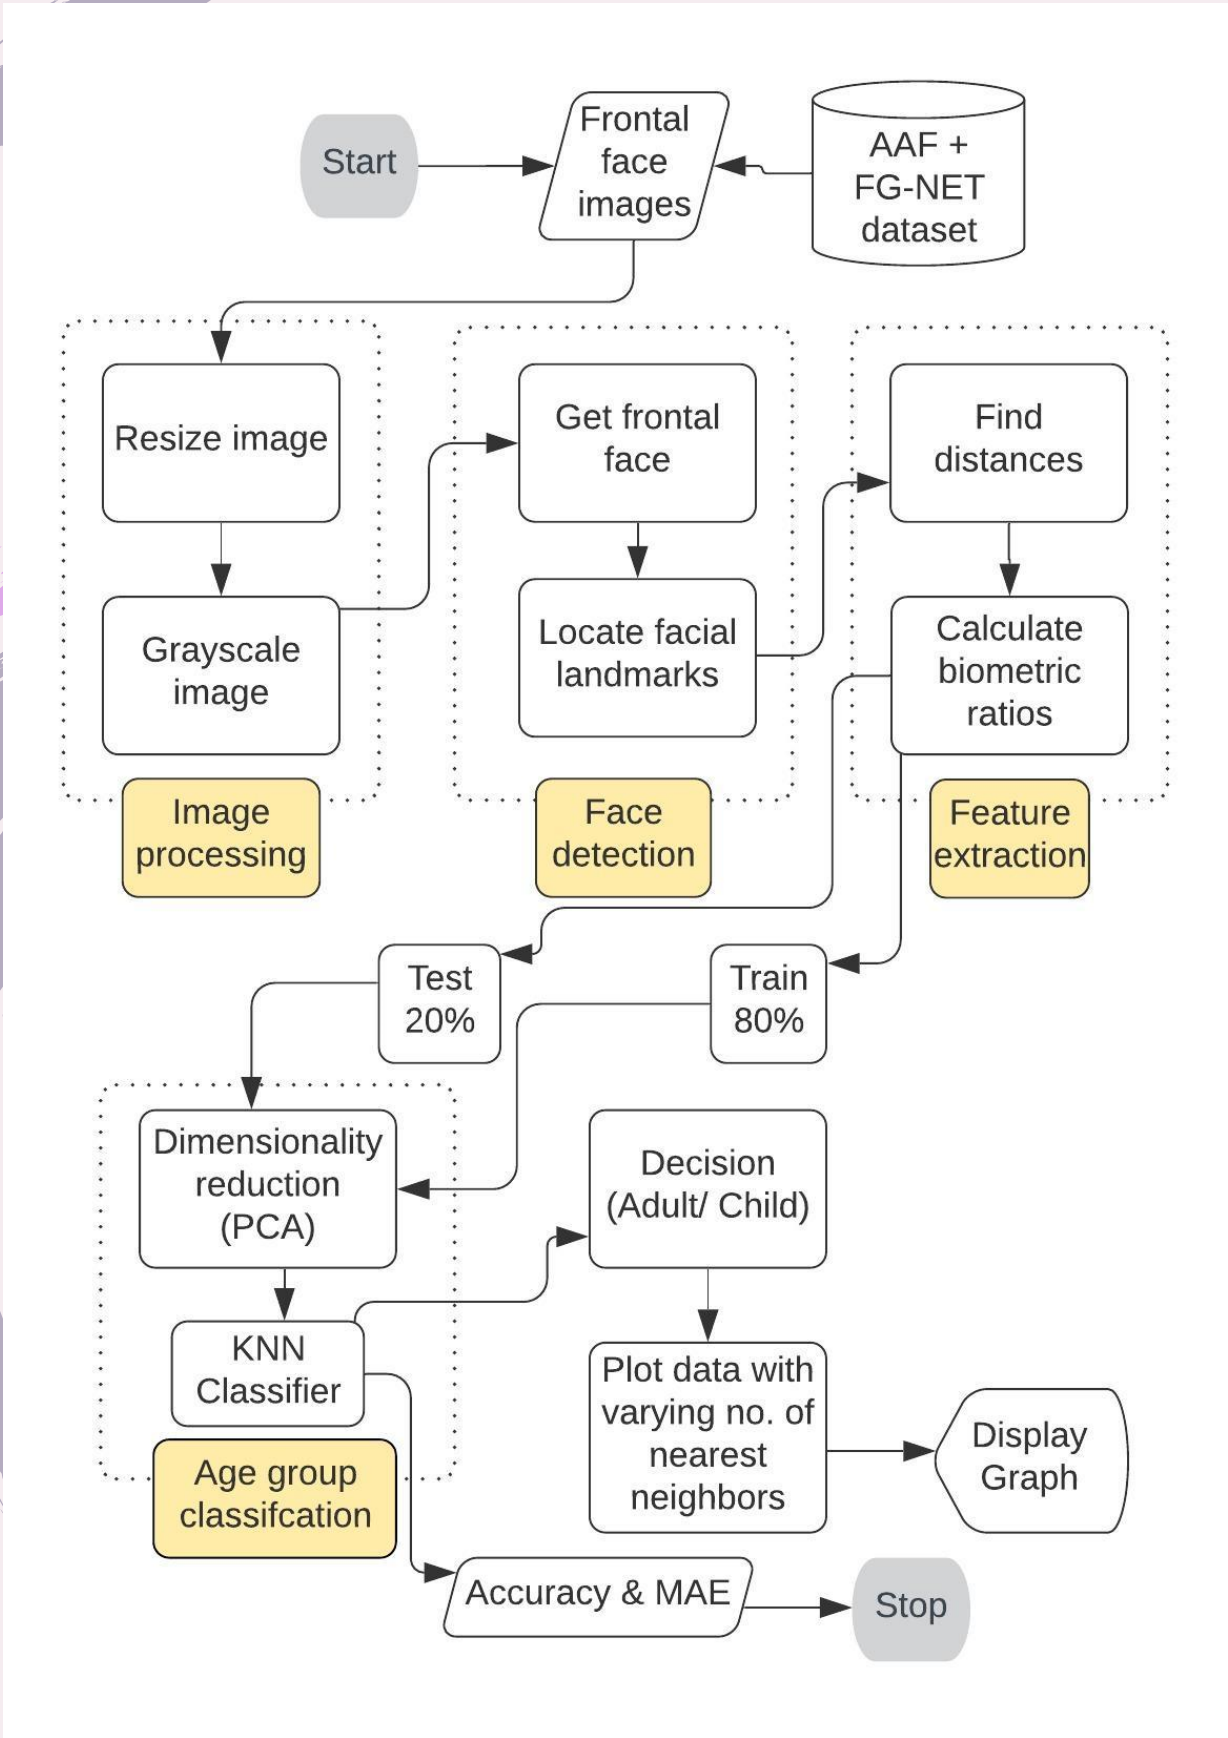 Start
Frontal
face
images
AAF +
FG-NET
dataset
Resize image
Get frontal
face
Find
distances
Grayscale
image
Locate facial
landmarks
Calculate
biometric
ratios
Image
processing
Face
detection
Feature
extraction
Test
20%
Train
80%
Dimensionality
reduction
(PCA)
Decision
(Adult/ Child)
KNN
Classifier
Plot data with
varying no. of
nearest
neighbors
Display
Graph
Age group
classifcation
Accuracy & MAE
Stop